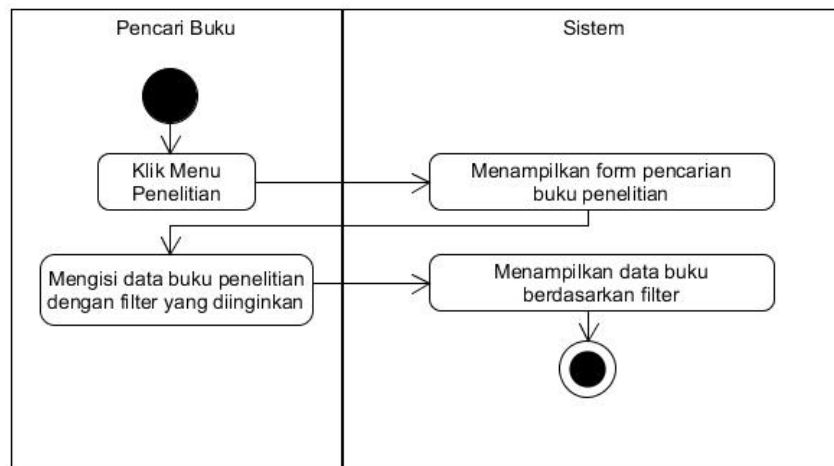 Pencari Buku
Sistem
Klik Menu
Penelitian
Menampilkan form pencarian
buku penelitian
Mengisi data buku penelitian
dengan filter yang diinginkan
Menampilkan data buku
berdasarkan filter